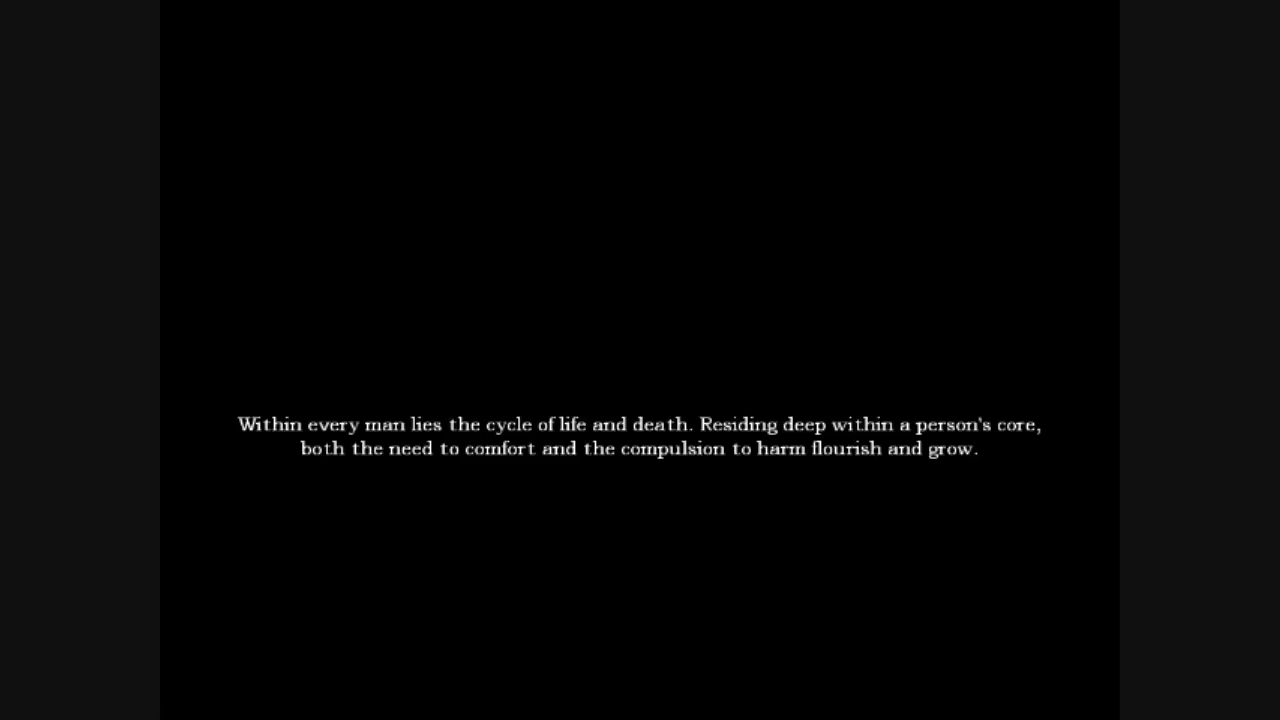 Within every man lies the cycle of life and death. Residing deep within a person's core,
both the need to comfort and the compulsion to harm flourish and grow.